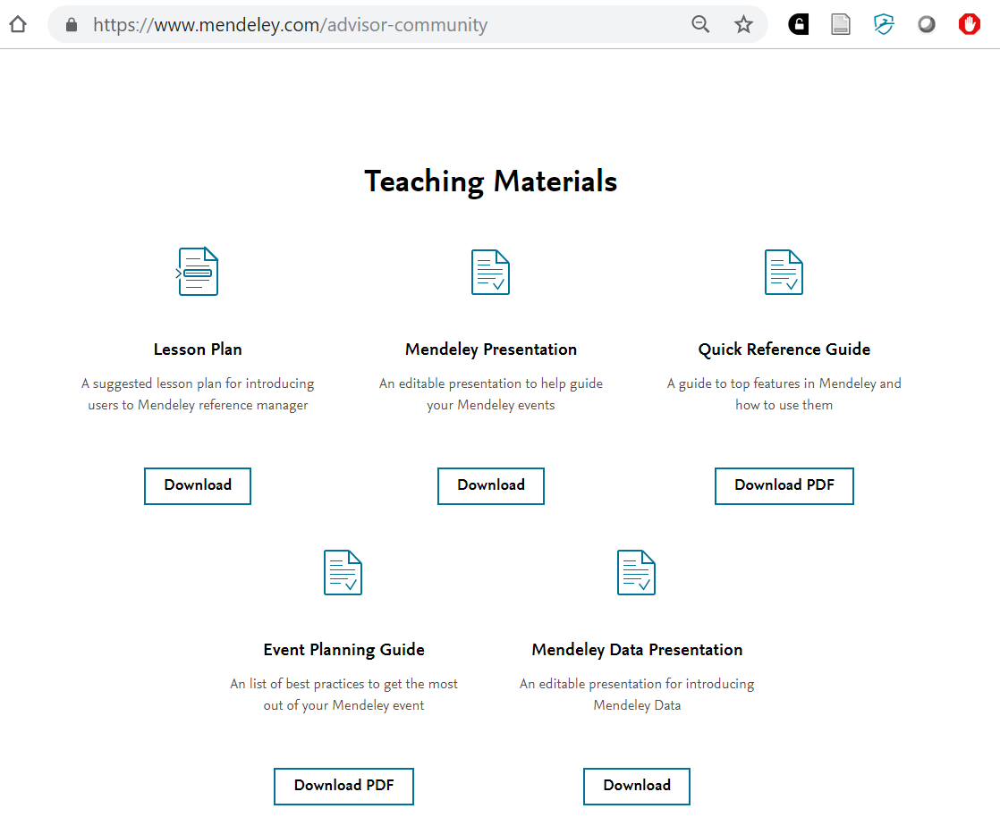 https://www.mendeley.com/advisor-community
Teaching Materials
Lesson Plan
A suggested lesson plan for introducing
users to Mendeley reference manager
Download
Mendeley Presentation
An editable presentation to help guide
your Mendeley events
Download
Quick Reference Guide
A guide to top features in Mendeley and
how to use them
Download PDF
Event Planning Guide
An list of best practices to get the most
out of your Mendeley event
Download PDF
Mendeley Data Presentation
An editable presentation for introducing
Mendeley Data
Download